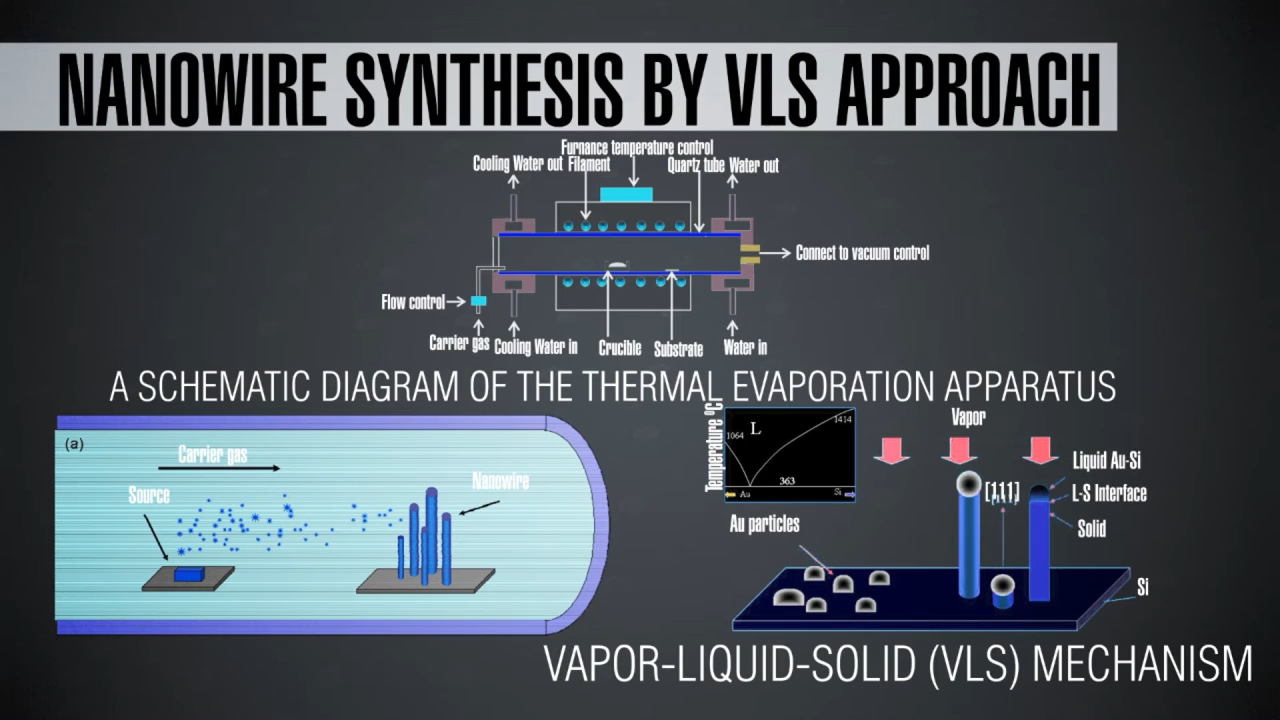 NANOWIRE SYNTHESIS BY VLS APPROACH
Furnance temperature control
Cooling Water out Filament Quartz tube Water out
Connect to vacuum control
Flow control
Carrier gas Cooling Water in Crucible Substrate Water in
A SCHEMATIC DIAGRAM OF THE THERMAL EVAPORATION APPARATUS
(a)
Carrier gas
Source
Nanowire
Temperature ⁰C
1414
1064
L
363
Au
Si
Vapor
Liquid Au-Si
[111]
L-S Interface
Solid
Au particles
Si
VAPOR-LIQUID-SOLID (VLS) MECHANISM